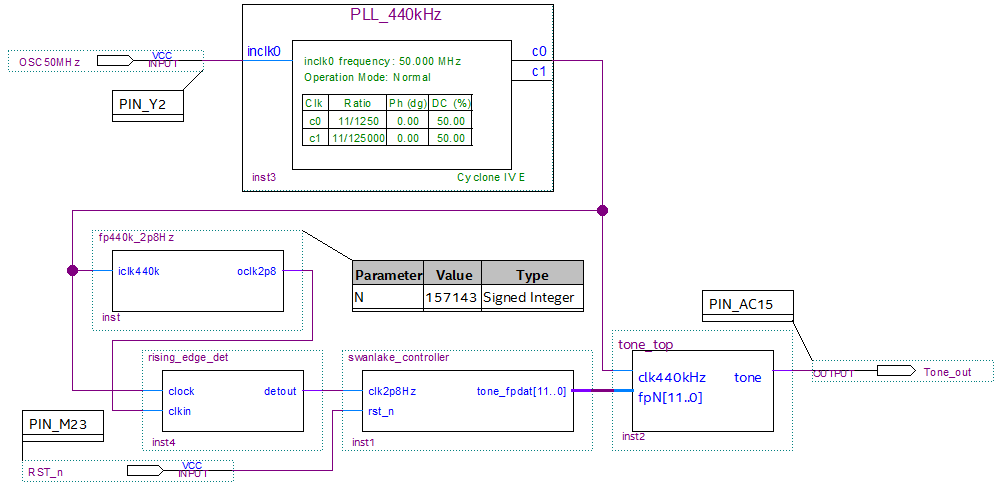 PLL_440kHz
OSC50MHz
VCC
INPUT
PIN_Y2
inclk0
c0
c1
inclk0 frequency: 50.000 MHz
Operation Mode: Normal
Clk Ratio Ph (dg) DC (%)
c0 11/1250 0.00 50.00
c1 11/125000 0.00 50.00
inst3
Cyclone IV E
fp440k_2p8Hz
iclk440k
oclk2p8
inst
Parameter Value Type
N 157143 Signed Integer
rising_edge_det
clock
detout
clkin
inst4
swanlake_controller
clk2p8Hz
tone_fpdat[11..0]
rst_n
inst1
tone_top
clk440kHz
tone
fpN[11..0]
inst2
PIN_AC15
OUTPUT
Tone_out
PIN_M23
RST_n
VCC
INPUT